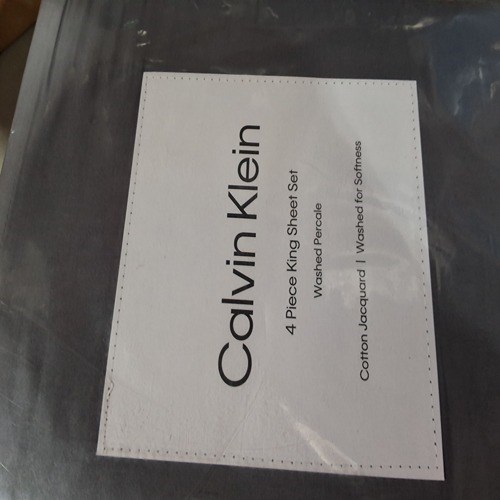 Calvin Klein
4 Piece King Sheet Set
Washed Percale
Cotton Jacquard | Washed for Softness